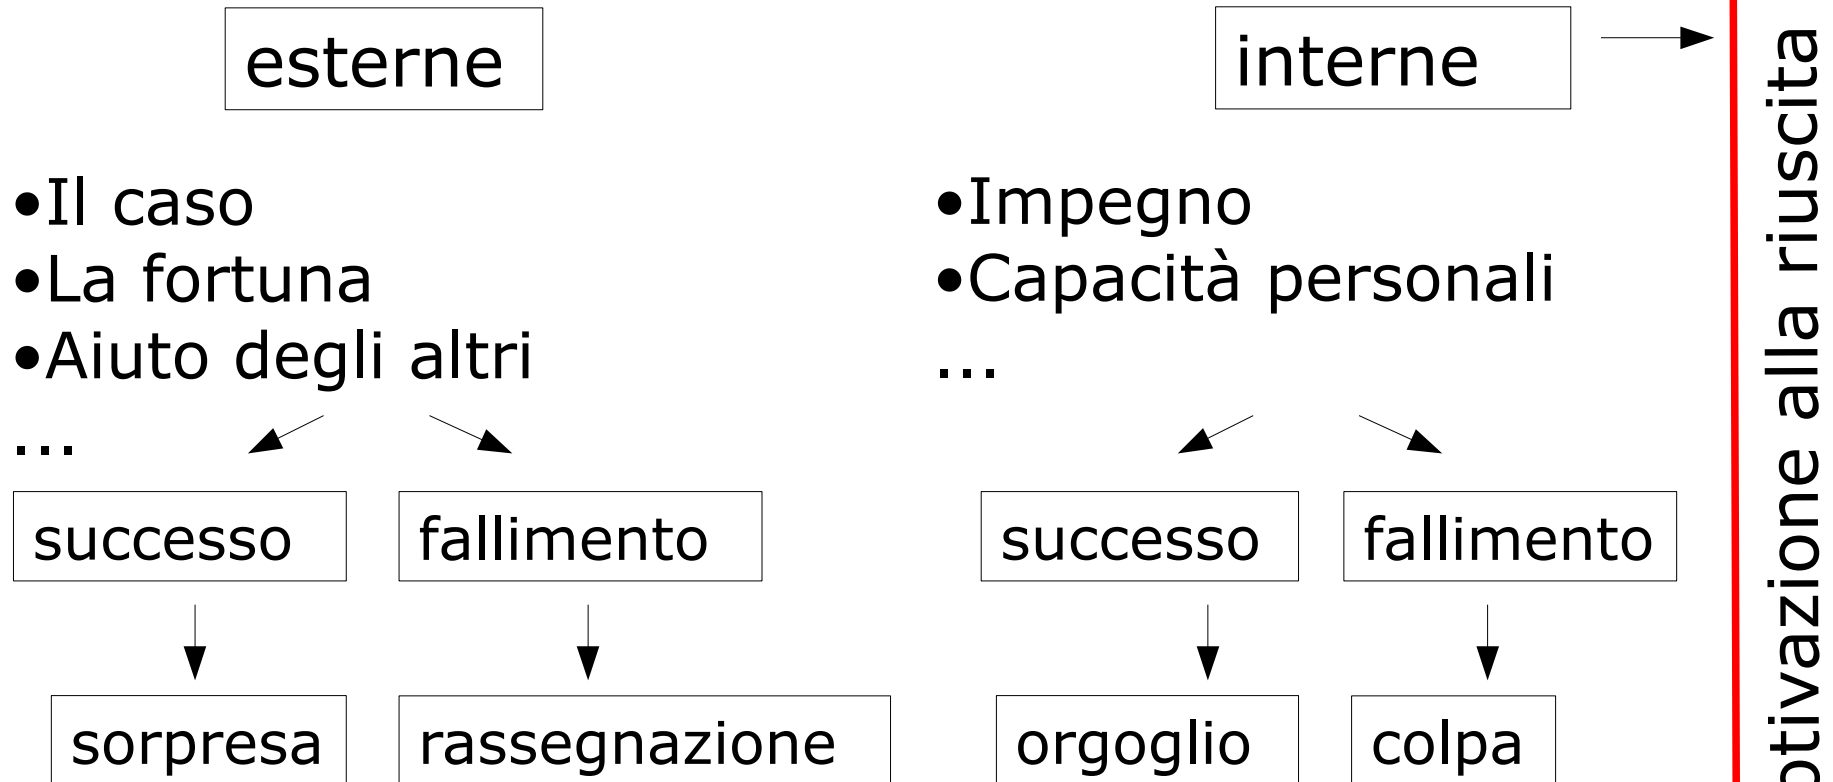 esterne
interne
•Il caso
•La fortuna
•Aiuto degli altri
...
•Impegno
•Capacità personali
...
successo
fallimento
successo
fallimento
sorpresa
rassegnazione
orgoglio
colpa
otivazione alla riuscita